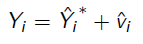 Yᵢ = Ŷᵢ* + v̂ᵢ